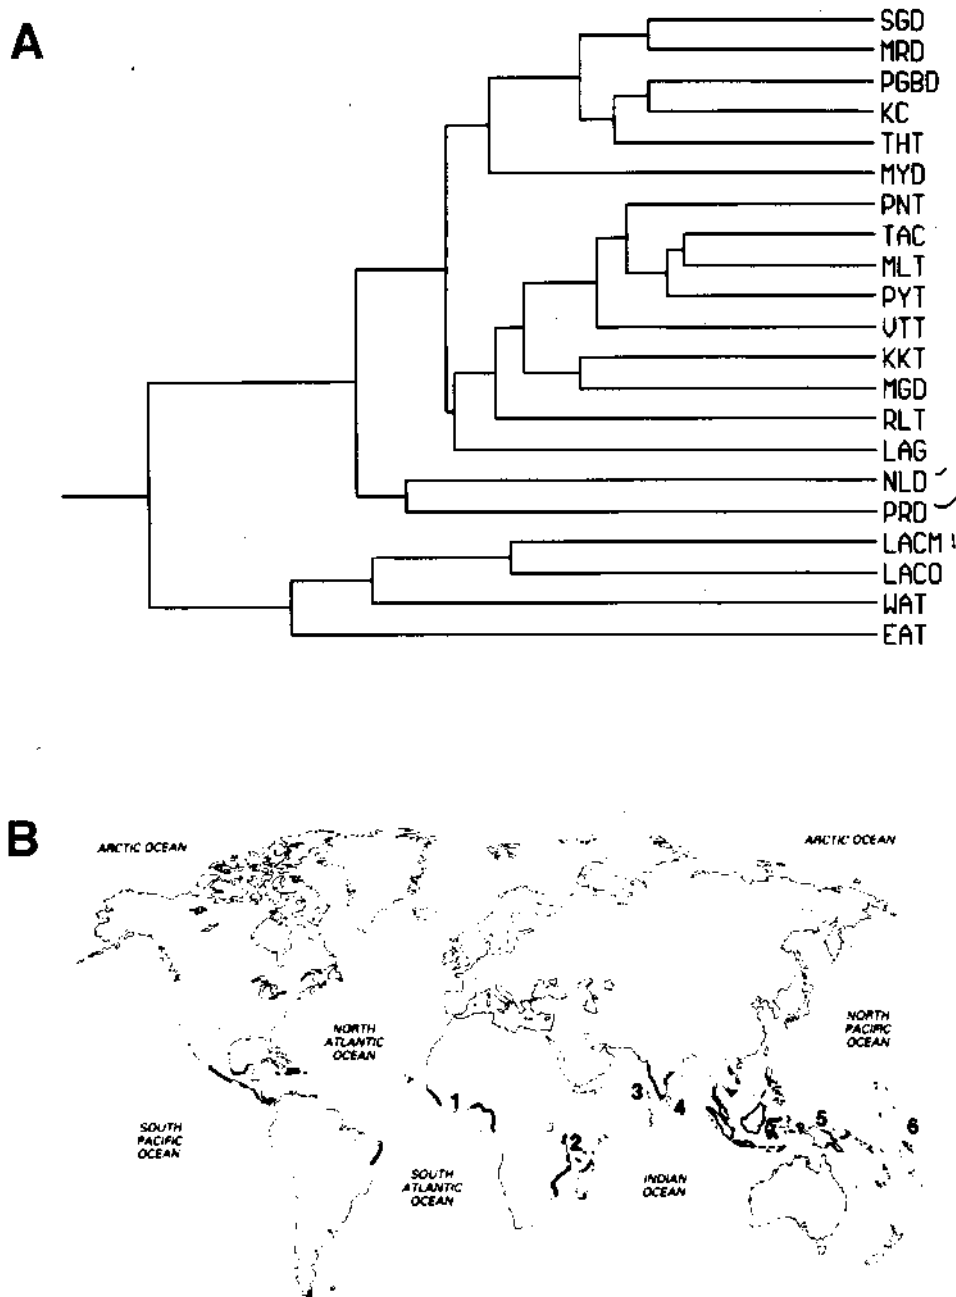 A
SGD
MRD
PGBD
KC
THT
MYD
PNT
TAC
MLT
PYT
VTT
KKT
MGD
RLT
LAG
NLD
PRD
LACM
LACO
WAT
EAT
B
ARCTIC OCEAN
ARCTIC OCEAN
NORTH
ATLANTIC
OCEAN
NORTH
PACIFIC
OCEAN
1
2
3
4
5
6
SOUTH
PACIFIC
OCEAN
SOUTH
ATLANTIC
OCEAN
INDIAN
OCEAN